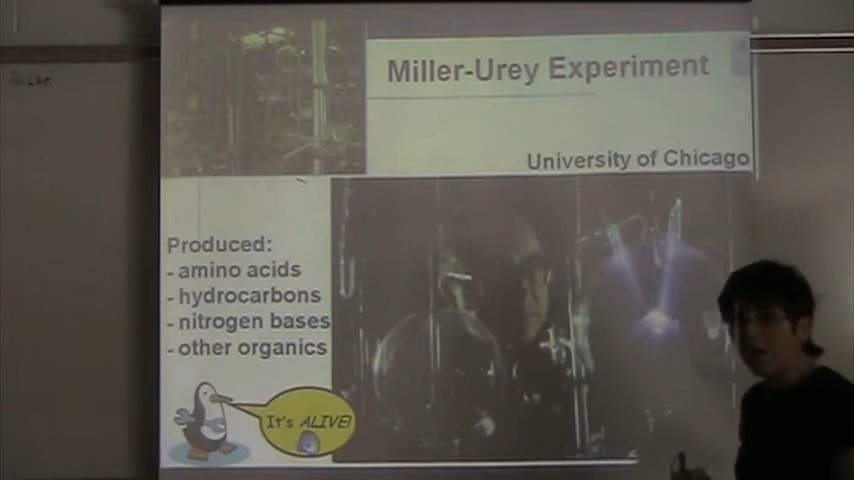 Miller-Urey Experiment
University of Chicago
Produced:
- amino acids
- hydrocarbons
- nitrogen bases
- other organics
It's ALIVE!